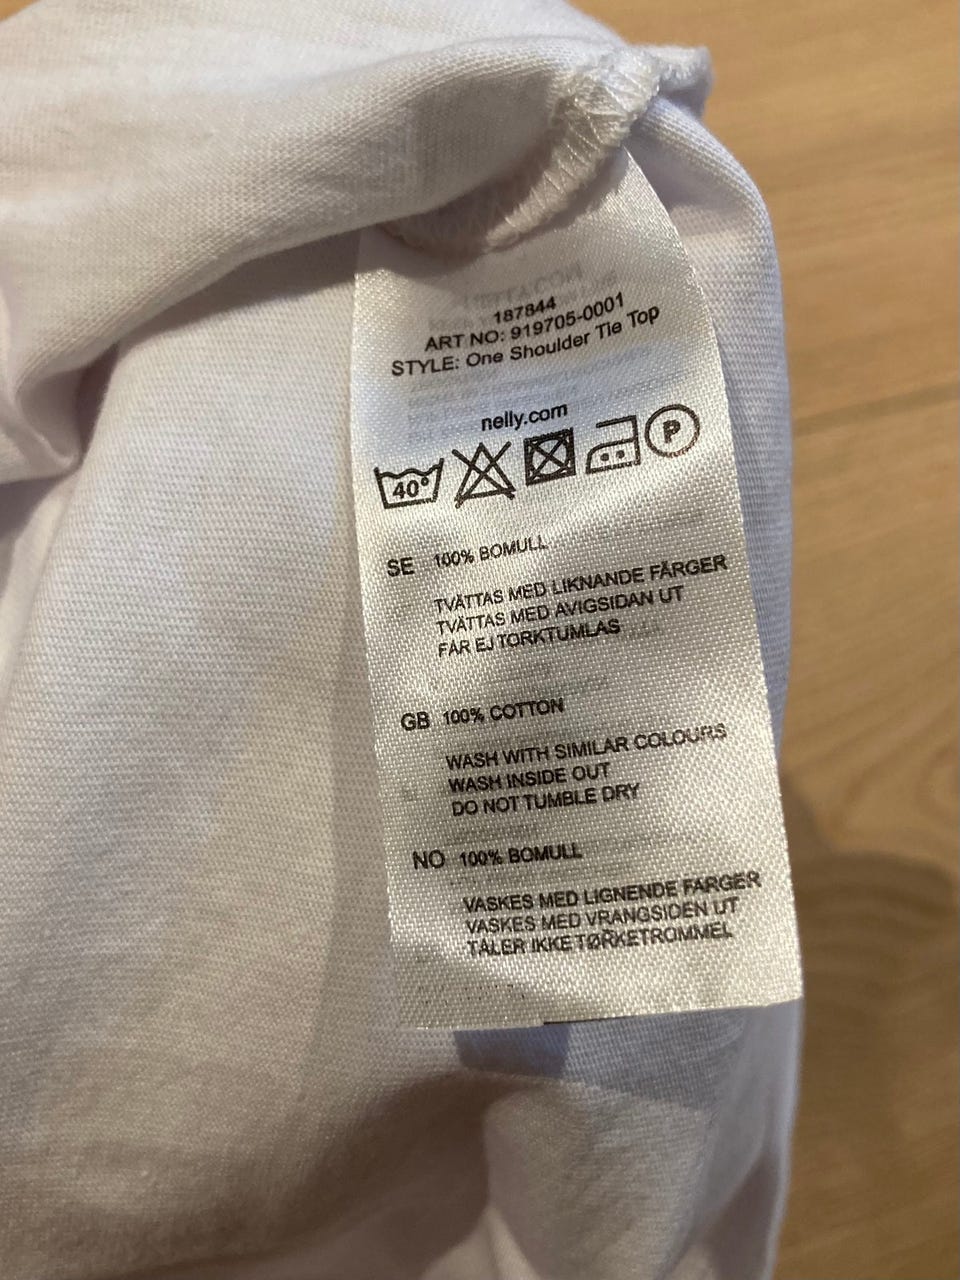 187844
ART NO: 919705-0001
STYLE: One Shoulder Tie Top
nelly.com
40° P
SE 100% BOMULL
TVÄTTAS MED LIKNANDE FÄRGER
TVÄTTAS MED AVIGSIDAN UT
FÅR EJ TORKTUMLAS
GB 100% COTTON
WASH WITH SIMILAR COLOURS
WASH INSIDE OUT
DO NOT TUMBLE DRY
NO 100% BOMULL
VASKES MED LIGNENDE FARGER
VASKES MED VRANGSIDEN UT
TÅLER IKKE TØRKETROMMEL